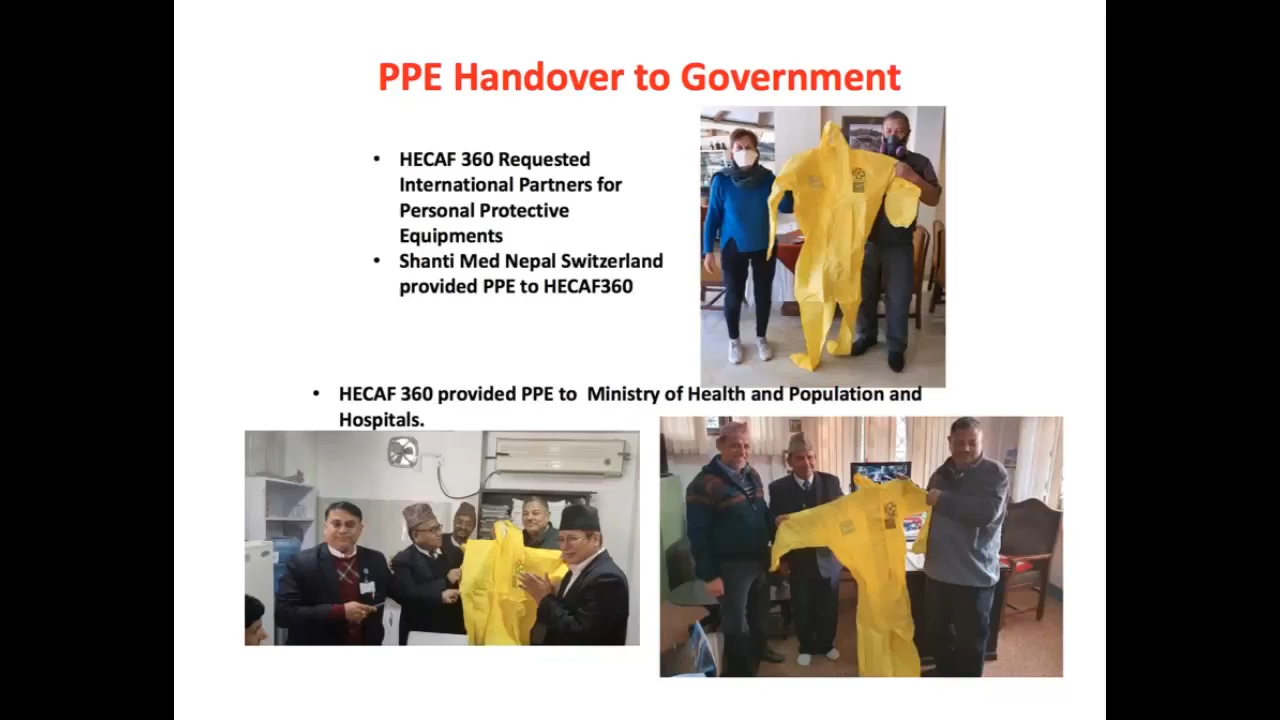 PPE Handover to Government
• HECAF 360 Requested
International Partners for
Personal Protective
Equipments
• Shanti Med Nepal Switzerland
provided PPE to HECAF360
• HECAF 360 provided PPE to  Ministry of Health and Population and
Hospitals.